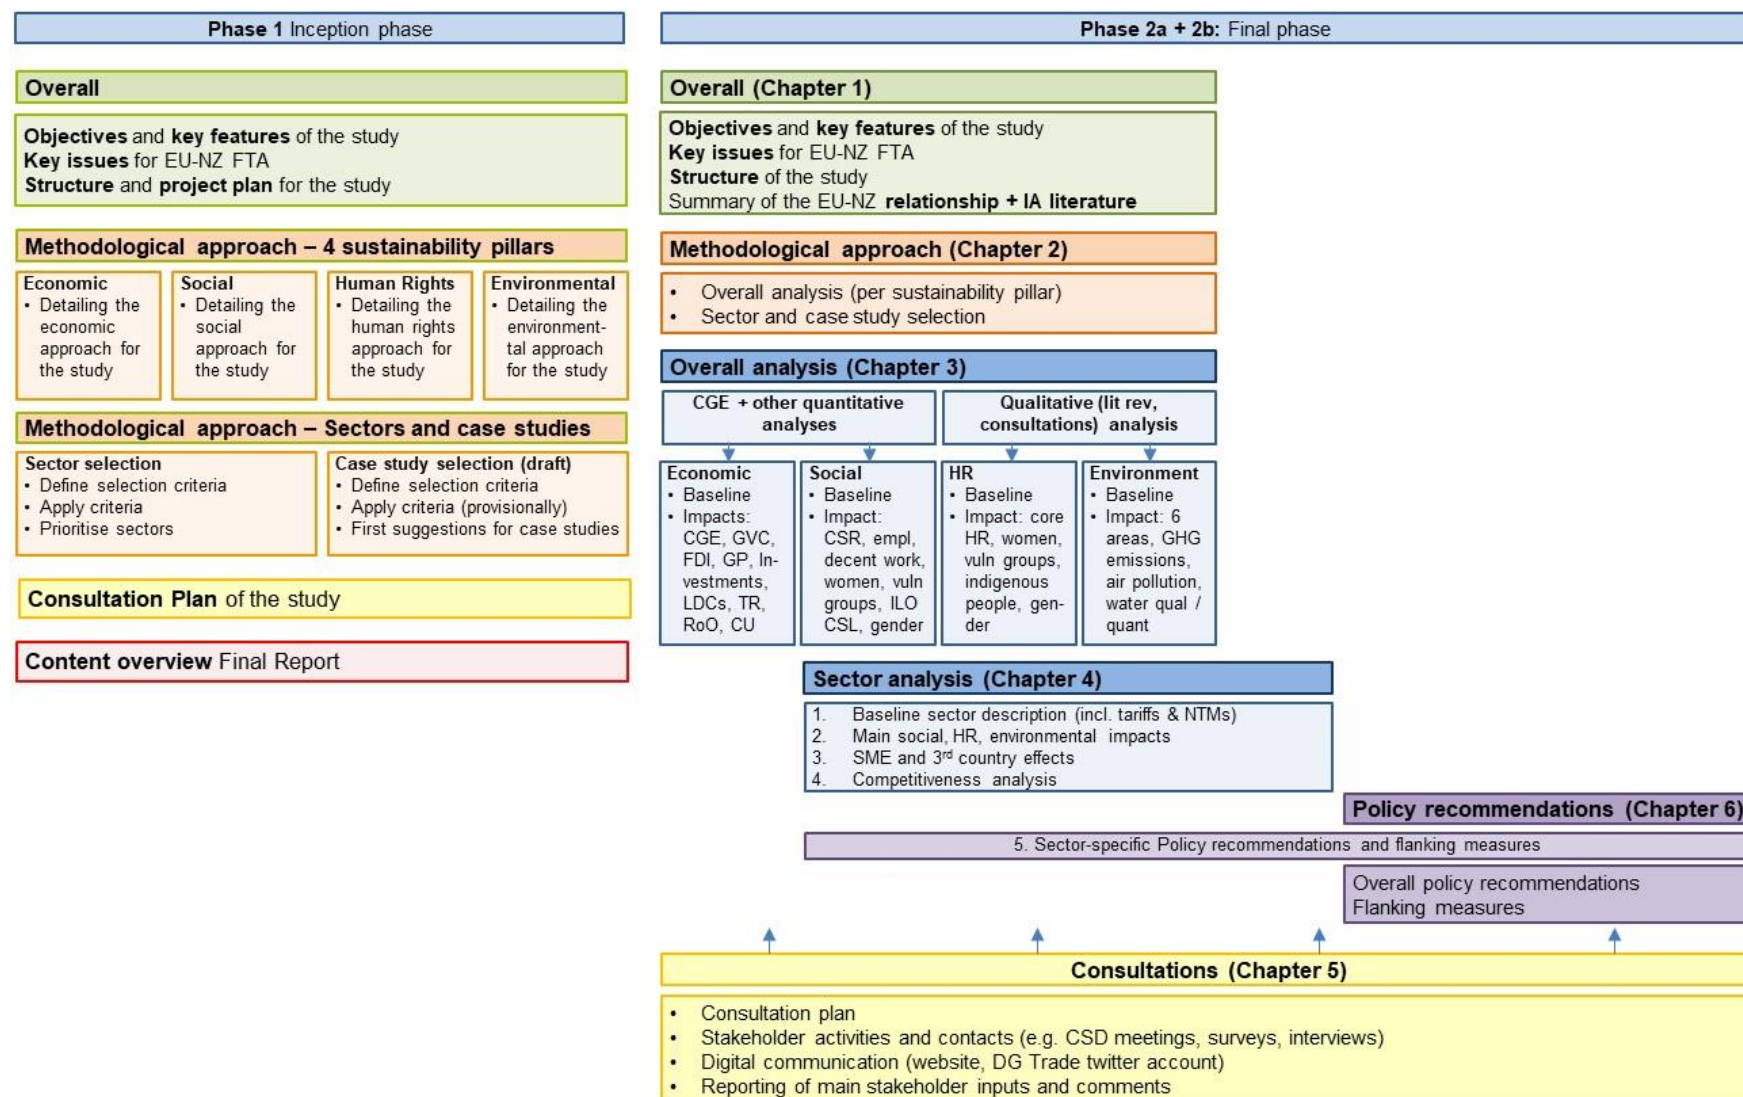 Phase 1 Inception phase
Overall
Objectives and key features of the study
Key issues for EU-NZ FTA
Structure and project plan for the study
Methodological approach – 4 sustainability pillars
Economic
• Detailing the
economic
approach for
the study
Social
• Detailing the
social
approach for
the study
Human Rights
• Detailing the
human rights
approach for
the study
Environmental
• Detailing the
environment-
tal approach
for the study
Methodological approach – Sectors and case studies
Sector selection
• Define selection criteria
• Apply criteria
• Prioritise sectors
Case study selection (draft)
• Define selection criteria
• Apply criteria (provisionally)
• First suggestions for case studies
Consultation Plan of the study
Content overview Final Report
Phase 2a + 2b: Final phase
Overall (Chapter 1)
Objectives and key features of the study
Key issues for EU-NZ FTA
Structure of the study
Summary of the EU-NZ relationship + IA literature
Methodological approach (Chapter 2)
• Overall analysis (per sustainability pillar)
• Sector and case study selection
Overall analysis (Chapter 3)
CGE + other quantitative
analyses
Qualitative (lit rev,
consultations) analysis
Economic
• Baseline
• Impacts:
CGE, GVC,
FDI, GP, In-
vestments,
LDCs, TR,
RoO, CU
Social
• Baseline
• Impact:
CSR, empl,
decent work,
women, vuln
groups, ILO
CSL, gender
HR
• Baseline
• Impact: core
HR, women,
vuln groups,
indigenous
people, gen-
der
Environment
• Baseline
• Impact: 6
areas, GHG
emissions,
air pollution,
water qual /
quant
Sector analysis (Chapter 4)
1. Baseline sector description (incl. tariffs & NTMs)
2. Main social, HR, environmental impacts
3. SME and 3rd country effects
4. Competitiveness analysis
Policy recommendations (Chapter 6)
5. Sector-specific Policy recommendations and flanking measures
Overall policy recommendations
Flanking measures
Consultations (Chapter 5)
• Consultation plan
• Stakeholder activities and contacts (e.g. CSD meetings, surveys, interviews)
• Digital communication (website, DG Trade twitter account)
• Reporting of main stakeholder inputs and comments